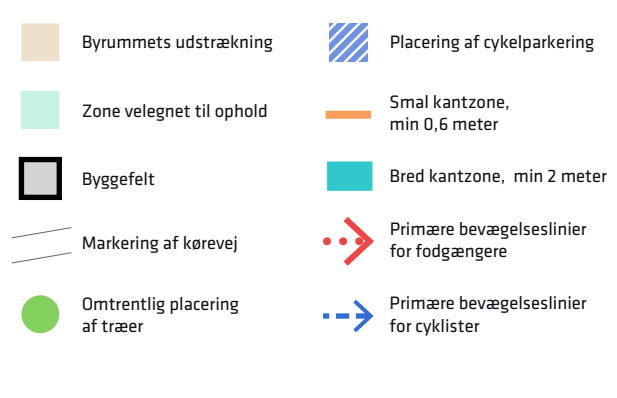 Byrummets udstrækning
Zone velegnet til ophold
Byggefelt
Markering af kørevej
Omtrentlig placering
af træer
Placering af cykelparkering
Smal kantzone,
min 0,6 meter
Bred kantzone, min 2 meter
Primære bevægelseslinier
for fodgængere
Primære bevægelseslinier
for cyklister